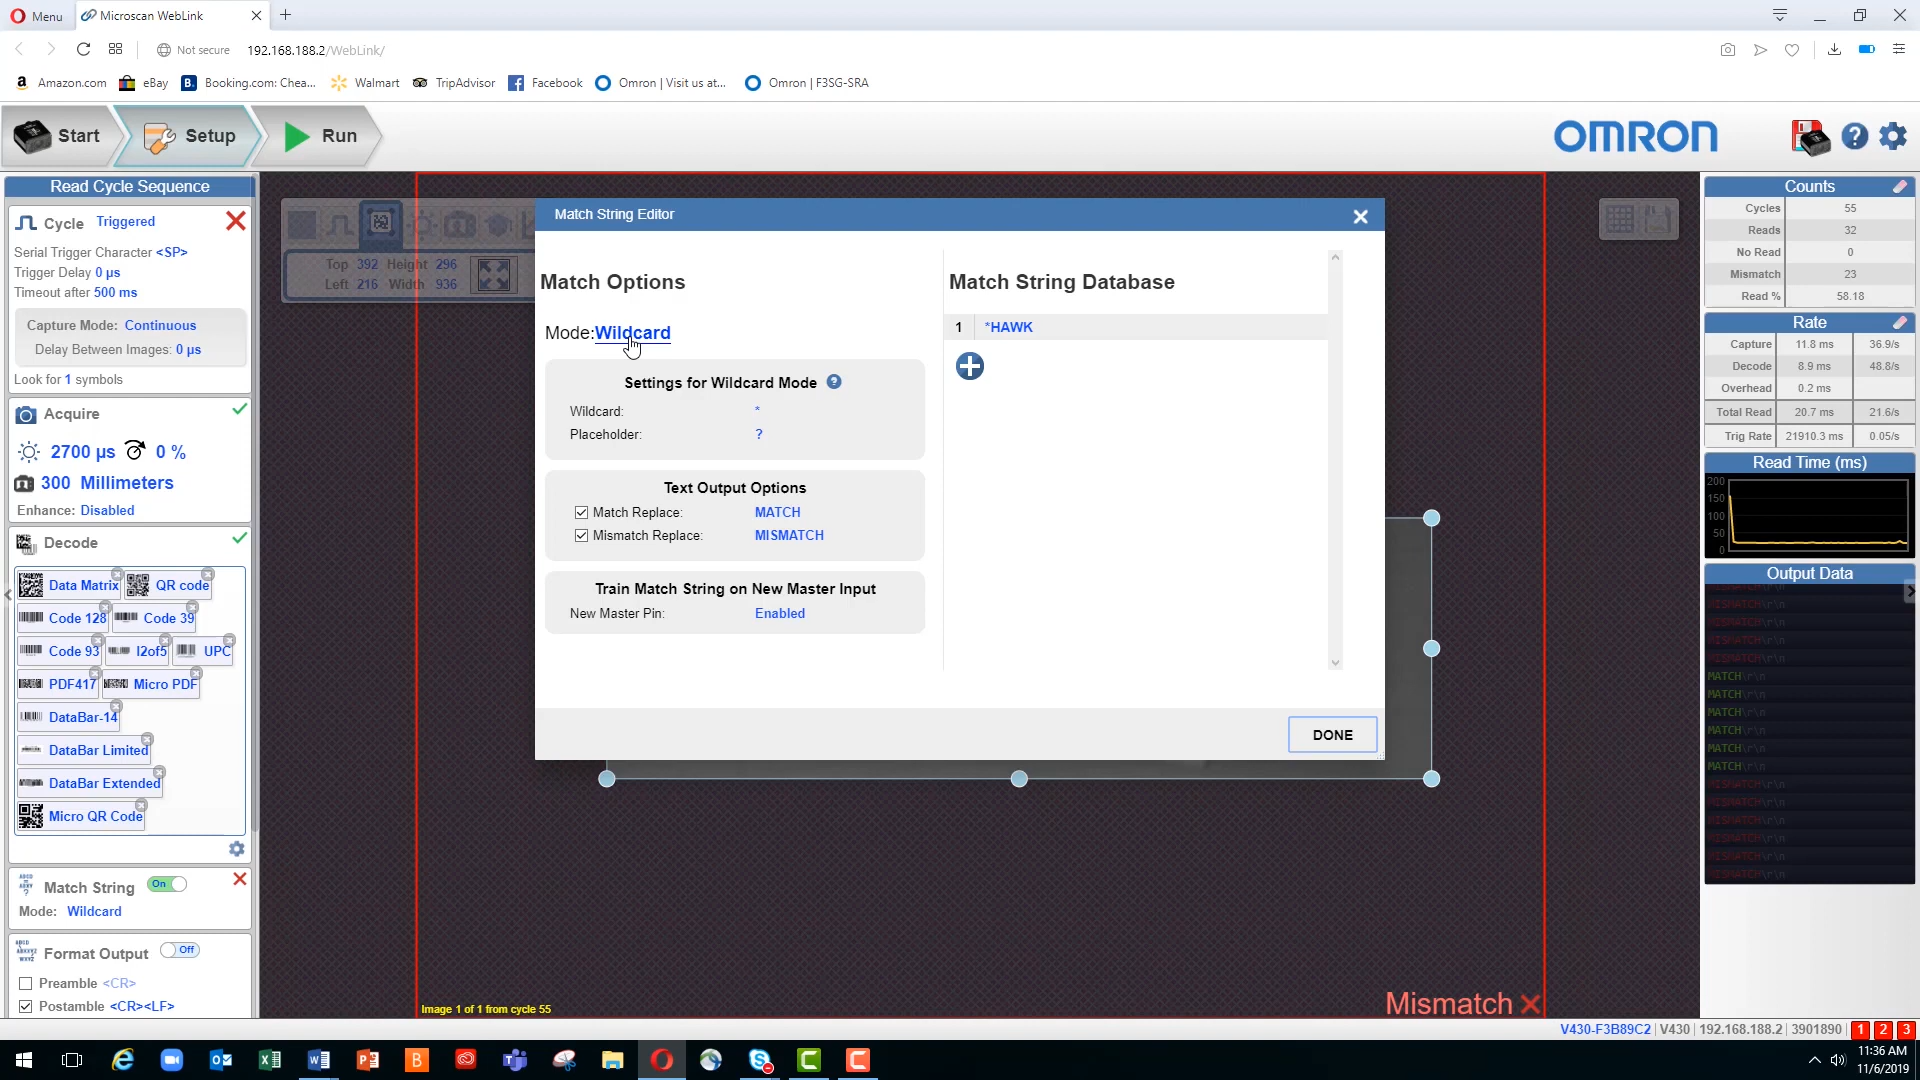 Menu
Microscan WebLink
Not secure
192.168.188.2/WebLink/
Amazon.com
eBay
Booking.com: Chea...
Walmart
TripAdvisor
Facebook
Omron | Visit us at...
Omron | F3SG-SRA
Start
Setup
Run
OMRON
Read Cycle Sequence
Cycle Triggered
Serial Trigger Character <SP>
Trigger Delay 0 µs
Timeout after 500 ms
Capture Mode: Continuous
Delay Between Images: 0 µs
Look for 1 symbols
Acquire
2700 µs 0 %
300 Millimeters
Enhance: Disabled
Decode
Data Matrix QR code
Code 128 Code 39
Code 93 I2of5 UPC
PDF417 Micro PDF
DataBar-14
DataBar Limited
DataBar Extended
Micro QR Code
Match String On
Mode: Wildcard
Format Output Off
Preamble <CR>
Postamble <CR><LF>
Top 392 Height 296
Left 216 Width 936
Match String Editor
Match Options
Mode:Wildcard
Settings for Wildcard Mode ?
Wildcard: *
Placeholder: ?
Text Output Options
Match Replace: MATCH
Mismatch Replace: MISMATCH
Train Match String on New Master Input
New Master Pin: Enabled
Match String Database
1 *HAWK
DONE
Image 1 of 1 from cycle 55
Mismatch
Counts
Cycles 55
Reads 32
No Read 0
Mismatch 23
Read % 58.18
Rate
Capture 11.8 ms 36.9/s
Decode 8.9 ms 48.8/s
Overhead 0.2 ms
Total Read 20.7 ms 21.6/s
Trig Rate 21910.3 ms 0.05/s
Read Time (ms)
200
150
100
50
0
Output Data
MISMATCH\r\n
MISMATCH\r\n
MISMATCH\r\n
MISMATCH\r\n
MATCH\r\n
MATCH\r\n
MATCH\r\n
MATCH\r\n
MATCH\r\n
MATCH\r\n
MISMATCH\r\n
MISMATCH\r\n
MISMATCH\r\n
MISMATCH\r\n
MISMATCH\r\n
MISMATCH\r\n
V430-F3B89C2 | V430 | 192.168.188.2 | 3901890 1 2 3
11:36 AM
11/6/2019